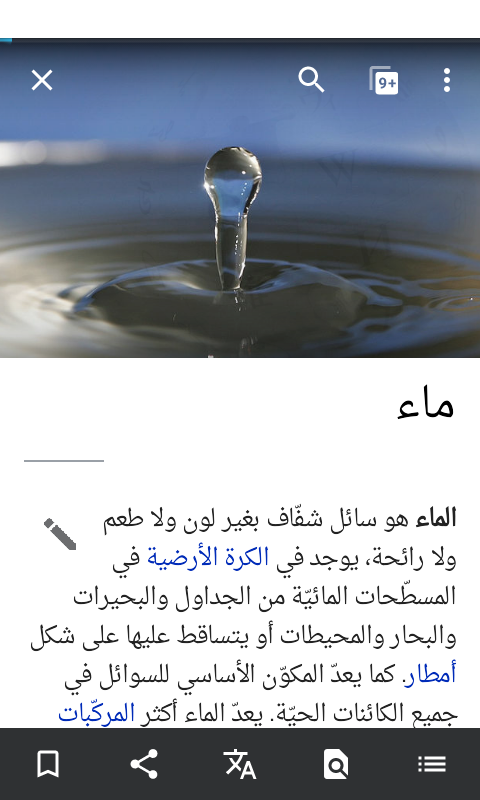 9+
ماء
الماء هو سائل شفّاف بغير لون ولا طعم
ولا رائحة، يوجد في الكرة الأرضية في
المسطّحات المائيّة من الجداول والبحيرات
والبحار والمحيطات أو يتساقط عليها على شكل
أمطار. كما يعدّ المكوّن الأساسي للسوائل في
جميع الكائنات الحيّة. يعدّ الماء أكثر المركّبات